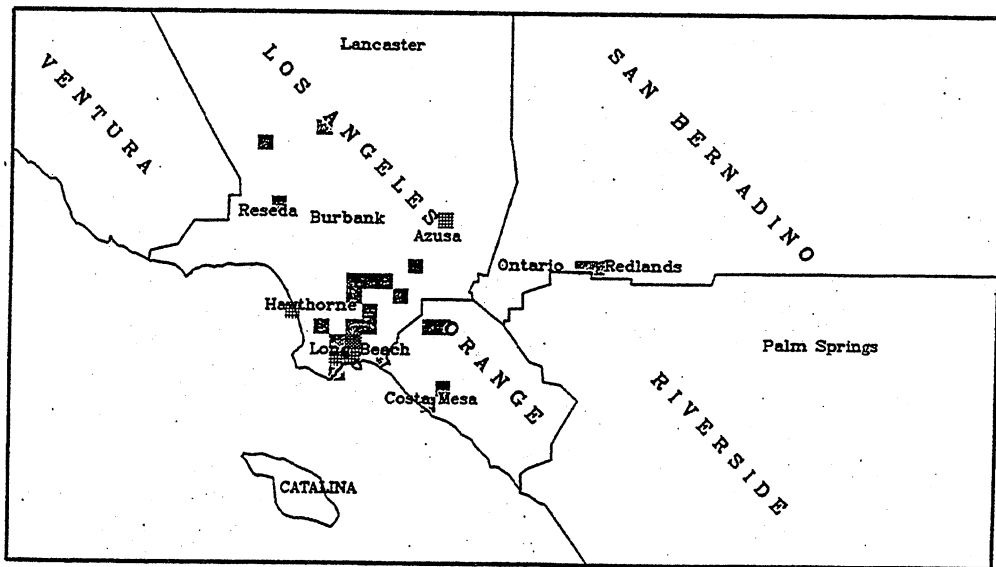 Lancaster
LOS ANGELES
VENTURA
SAN BERNADINO
Reseda
Burbank
Azusa
Ontario
Redlands
Hawthorne
Long Beach
ORANGE
Palm Springs
Costa Mesa
RIVERSIDE
CATALINA